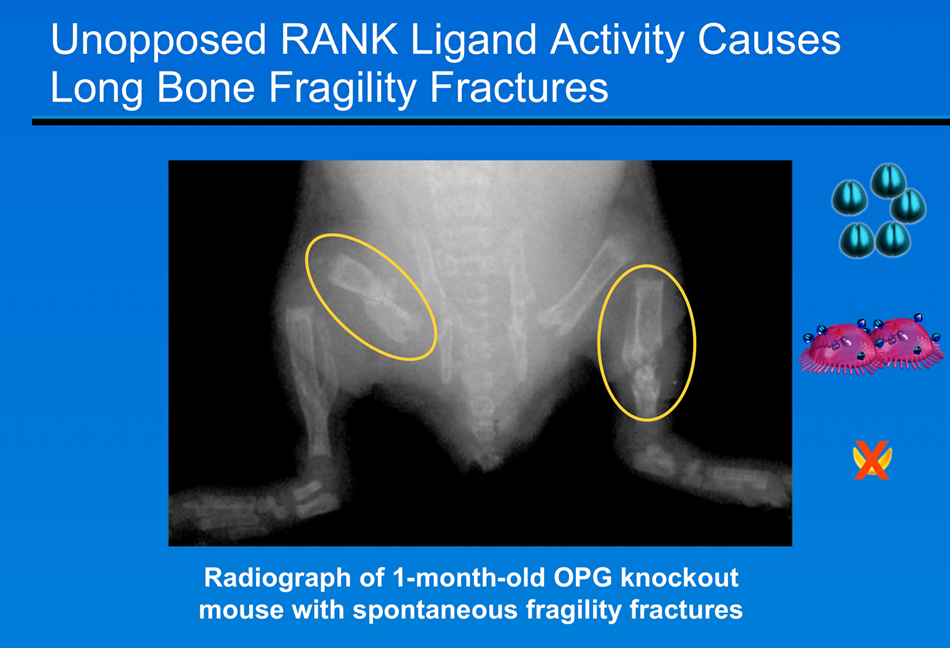 Unopposed RANK Ligand Activity Causes
Long Bone Fragility Fractures
X
Radiograph of 1-month-old OPG knockout
mouse with spontaneous fragility fractures